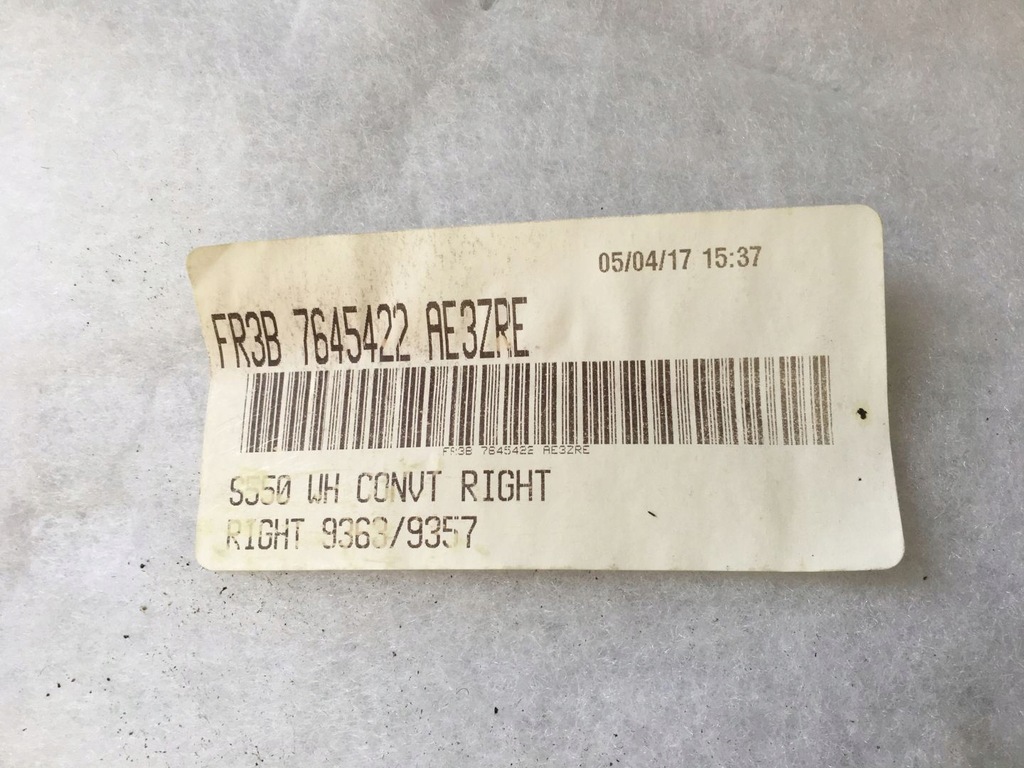 05/04/17 15:37
FR3B 7645422 AE3ZRE
FR3B 7645422 AE3ZRE
S550 WH CONVT RIGHT
RIGHT 9363/9357